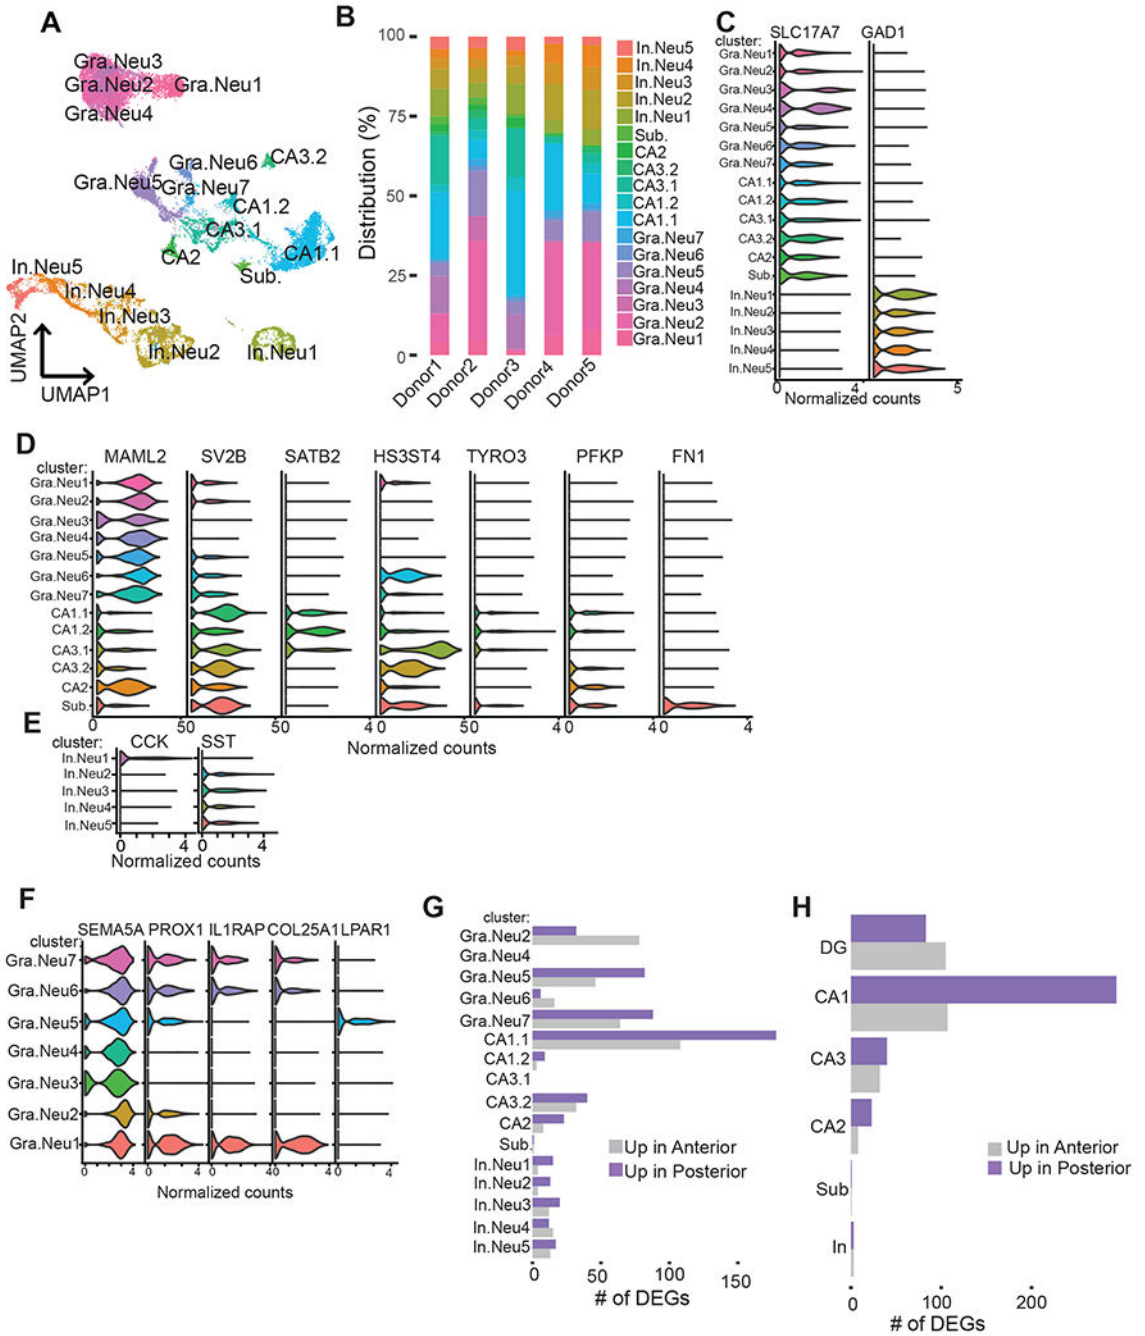 A
Gra.Neu3
Gra.Neu2
Gra.Neu1
Gra.Neu4
Gra.Neu6
CA3.2
Gra.Neu5
Gra.Neu7
CA1.2
CA3.1
CA2
CA1.1
Sub.
In.Neu5
In.Neu4
In.Neu3
In.Neu2
In.Neu1
UMAP2
UMAP1
B
Distribution (%)
100
75
50
25
0
Donor1
Donor2
Donor3
Donor4
Donor5
In.Neu5
In.Neu4
In.Neu3
In.Neu2
In.Neu1
Sub.
CA2
CA3.2
CA3.1
CA1.2
CA1.1
Gra.Neu7
Gra.Neu6
Gra.Neu5
Gra.Neu4
Gra.Neu3
Gra.Neu2
Gra.Neu1
C
SLC17A7 GAD1
cluster:
Gra.Neu1
Gra.Neu2
Gra.Neu3
Gra.Neu4
Gra.Neu5
Gra.Neu6
Gra.Neu7
CA1.1
CA1.2
CA3.1
CA3.2
CA2
Sub.
In.Neu1
In.Neu2
In.Neu3
In.Neu4
In.Neu5
0 4 0 5
Normalized counts
D
MAML2 SV2B SATB2 HS3ST4 TYRO3 PFKP FN1
cluster:
Gra.Neu1
Gra.Neu2
Gra.Neu3
Gra.Neu4
Gra.Neu5
Gra.Neu6
Gra.Neu7
CA1.1
CA1.2
CA3.1
CA3.2
CA2
Sub.
0 50 50 40 50 40 40 4
Normalized counts
E
cluster: CCK SST
In.Neu1
In.Neu2
In.Neu3
In.Neu4
In.Neu5
0 4 0 4
Normalized counts
F
SEMA5A PROX1 IL1RAP COL25A1 LPAR1
cluster:
Gra.Neu7
Gra.Neu6
Gra.Neu5
Gra.Neu4
Gra.Neu3
Gra.Neu2
Gra.Neu1
0 4 0 4 0 40 4 0 4
Normalized counts
G
cluster:
Gra.Neu2
Gra.Neu4
Gra.Neu5
Gra.Neu6
Gra.Neu7
CA1.1
CA1.2
CA3.1
CA3.2
CA2
Sub.
In.Neu1
In.Neu2
In.Neu3
In.Neu4
In.Neu5
Up in Anterior
Up in Posterior
0 50 100 150
# of DEGs
H
DG
CA1
CA3
CA2
Sub
In
Up in Anterior
Up in Posterior
0 100 200
# of DEGs